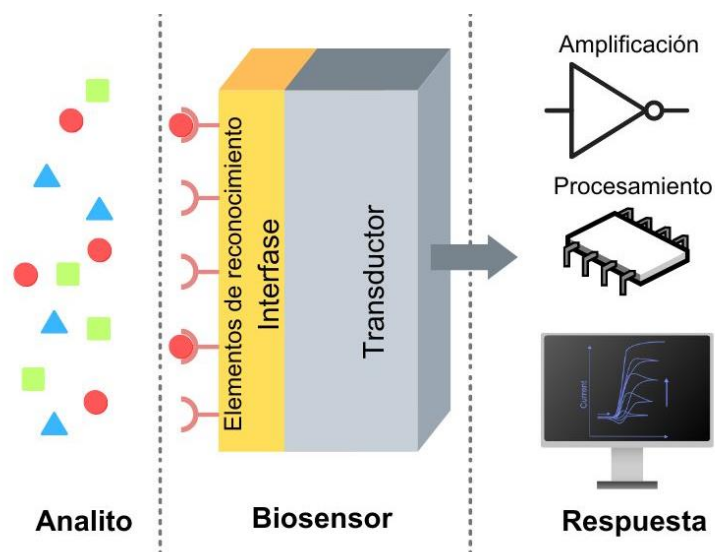 Amplificación
Procesamiento
Elementos de reconocimiento
Interfase
Transductor
Current
Analito
Biosensor
Respuesta